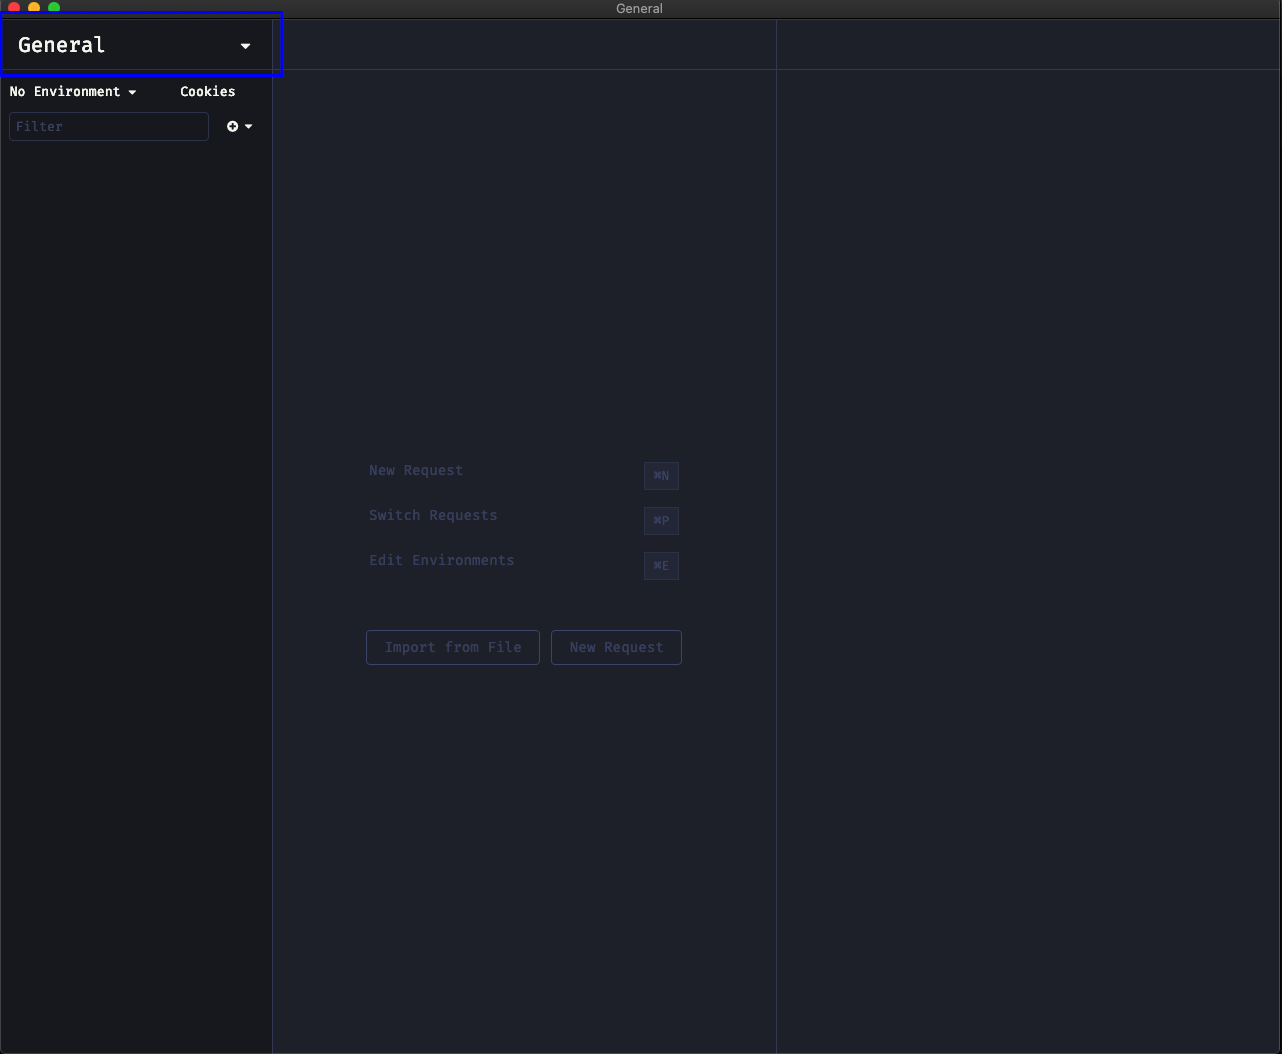 General
General
No Environment Cookies
Filter
New Request ⌘N
Switch Requests ⌘P
Edit Environments ⌘E
Import from File New Request